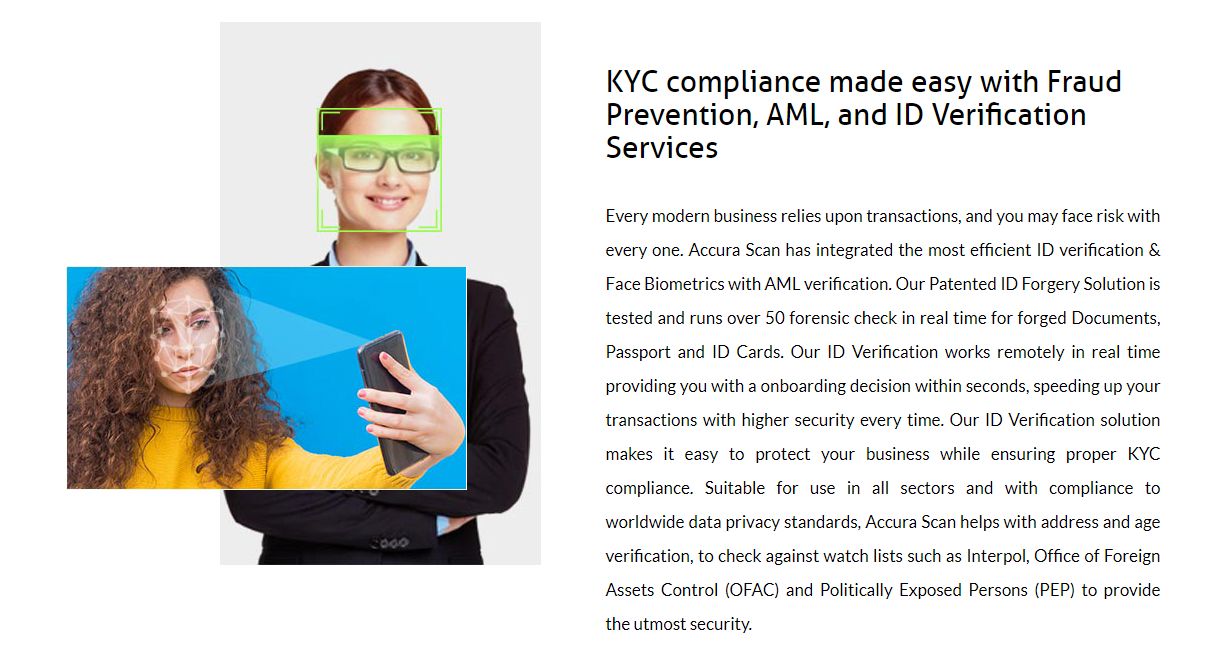 KYC compliance made easy with Fraud
Prevention, AML, and ID Verification
Services
Every modern business relies upon transactions, and you may face risk with
every one. Accura Scan has integrated the most efficient ID verification &
Face Biometrics with AML verification. Our Patented ID Forgery Solution is
tested and runs over 50 forensic check in real time for forged Documents,
Passport and ID Cards. Our ID Verification works remotely in real time
providing you with a onboarding decision within seconds, speeding up your
transactions with higher security every time. Our ID Verification solution
makes it easy to protect your business while ensuring proper KYC
compliance. Suitable for use in all sectors and with compliance to
worldwide data privacy standards, Accura Scan helps with address and age
verification, to check against watch lists such as Interpol, Office of Foreign
Assets Control (OFAC) and Politically Exposed Persons (PEP) to provide
the utmost security.